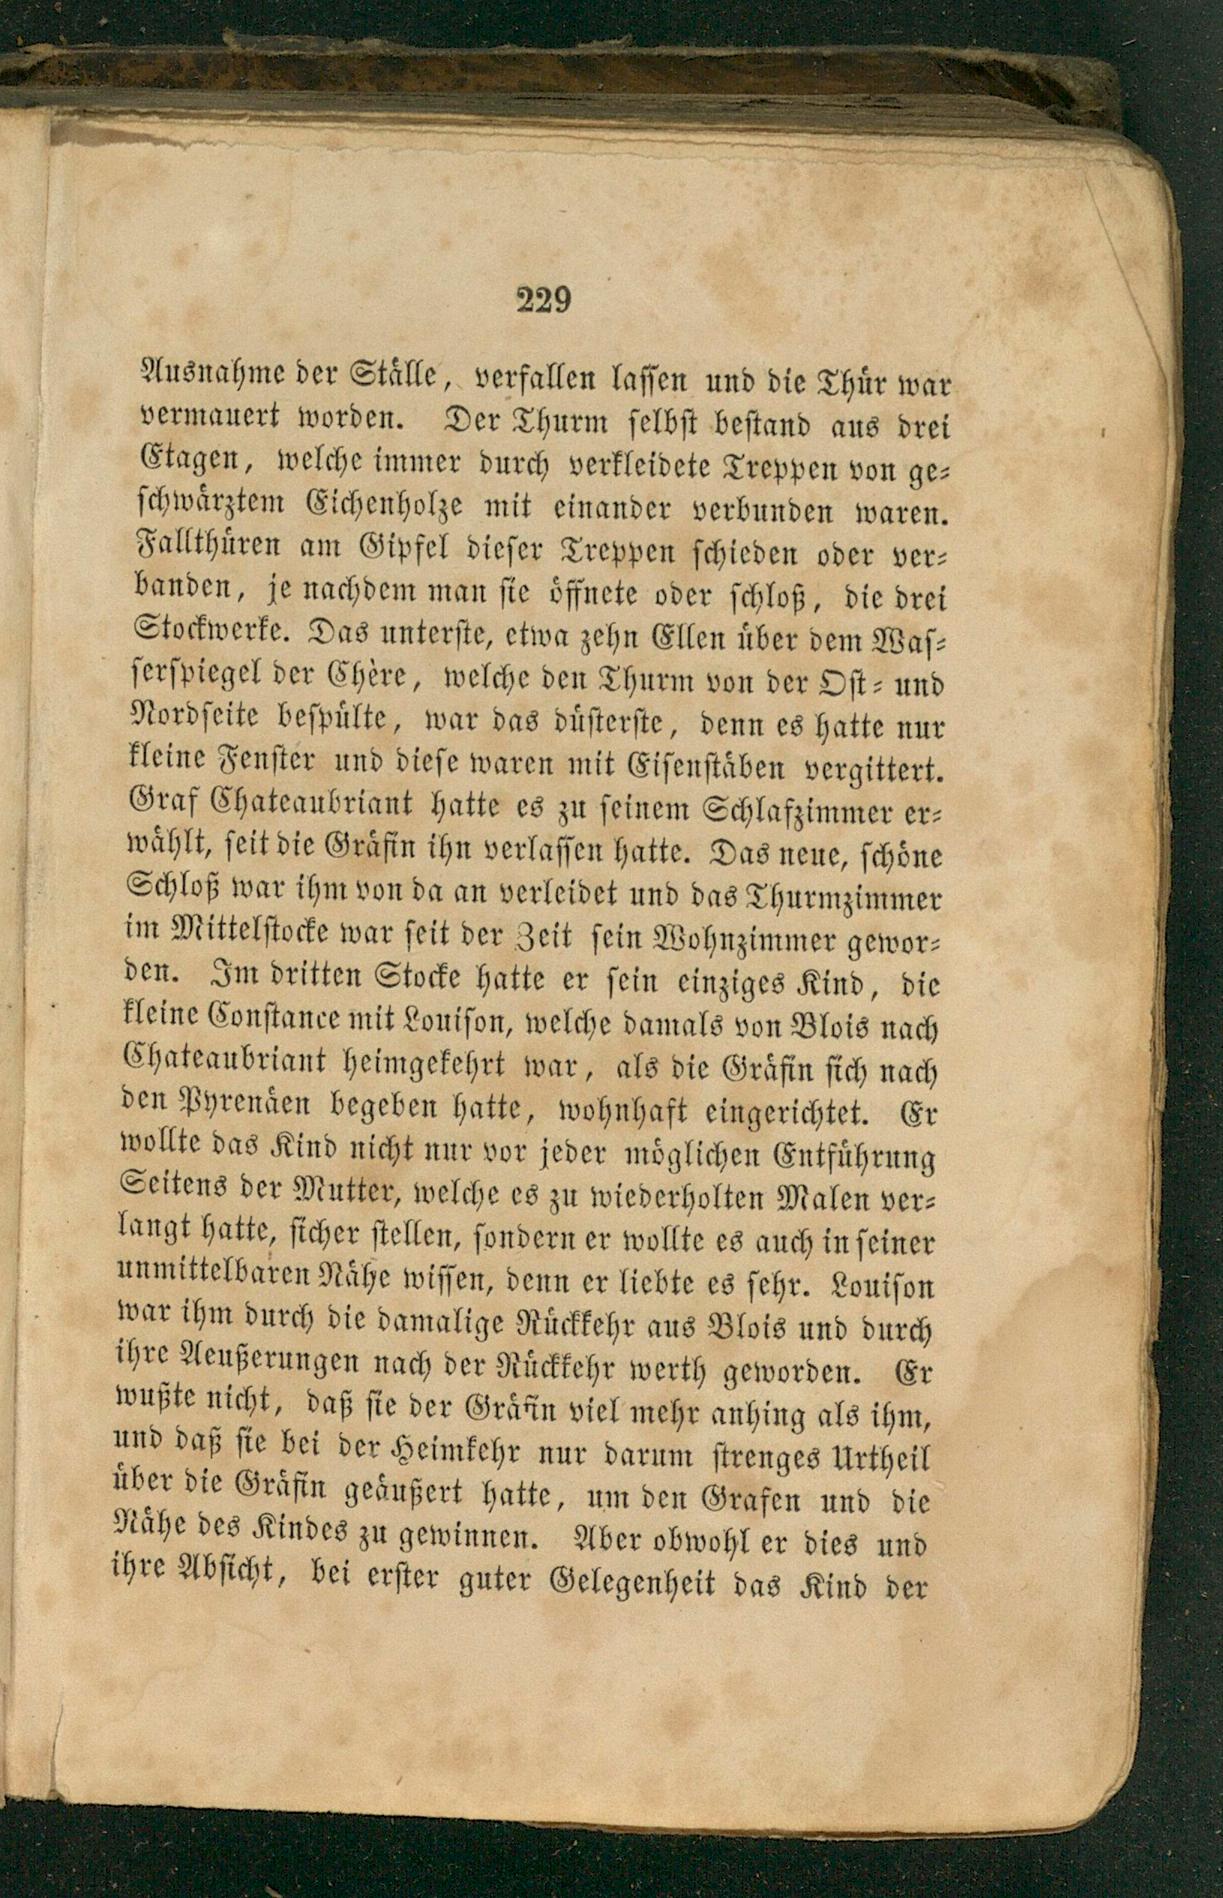 229
Ausnahme der Ställe, verfallen lassen und die Thür war
vermauert worden. Der Thurm selbst bestand aus drei
Etagen, welche immer durch verkleidete Treppen von ge-
schwärztem Eichenholze mit einander verbunden waren.
Fallthüren am Gipfel dieser Treppen schieden oder ver-
banden, je nachdem man sie öffnete oder schloß, die drei
Stockwerke. Das unterste, etwa zehn Ellen über dem Was-
serspiegel der Chère, welche den Thurm von der Ost- und
Nordseite bespülte, war das düsterste, denn es hatte nur
kleine Fenster und diese waren mit Eisenstäben vergittert.
Graf Chateaubriant hatte es zu seinem Schlafzimmer er-
wählt, seit die Gräfin ihn verlassen hatte. Das neue, schöne
Schloß war ihm von da an verleidet und das Thurmzimmer
im Mittelstocke war seit der Zeit sein Wohnzimmer gewor-
den. Im dritten Stocke hatte er sein einziges Kind, die
kleine Constance mit Louison, welche damals von Blois nach
Chateaubriant heimgekehrt war, als die Gräfin sich nach
den Pyrenäen begeben hatte, wohnhaft eingerichtet. Er
wollte das Kind nicht nur vor jeder möglichen Entführung
Seitens der Mutter, welche es zu wiederholten Malen ver-
langt hatte, sicher stellen, sondern er wollte es auch in seiner
unmittelbaren Nähe wissen, denn er liebte es sehr. Louison
war ihm durch die damalige Rückkehr aus Blois und durch
ihre Aeußerungen nach der Rückkehr werth geworden. Er
wußte nicht, daß sie der Gräfin viel mehr anhing als ihm,
und daß sie bei der Heimkehr nur darum strenges Urtheil
über die Gräfin geäußert hatte, um den Grafen und die
Nähe des Kindes zu gewinnen. Aber obwohl er dies und
ihre Absicht, bei erster guter Gelegenheit das Kind der